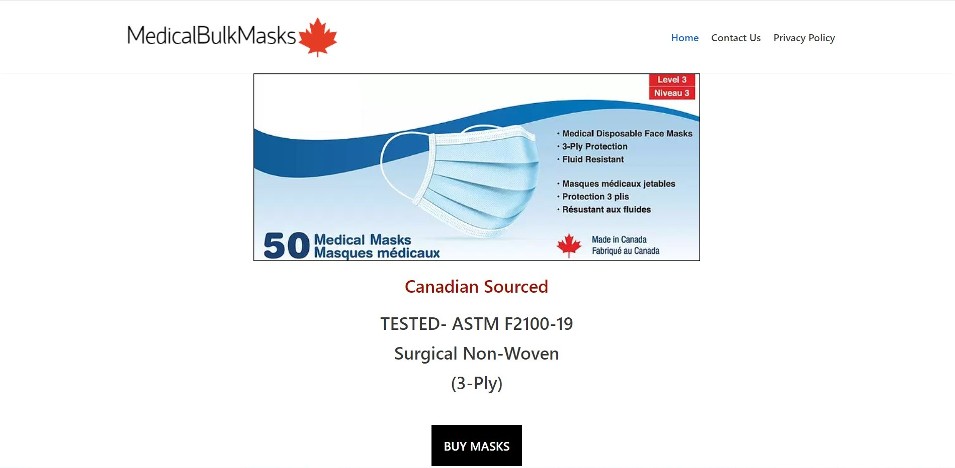 MedicalBulkMasks
Home Contact Us Privacy Policy
Level 3
Niveau 3
• Medical Disposable Face Masks
• 3-Ply Protection
• Fluid Resistant
• Masques médicaux jetables
• Protection 3 plis
• Résustant aux fluides
50 Medical Masks
Masques médicaux
Made in Canada
Fabriqué au Canada
Canadian Sourced
TESTED- ASTM F2100-19
Surgical Non-Woven
(3-Ply)
BUY MASKS